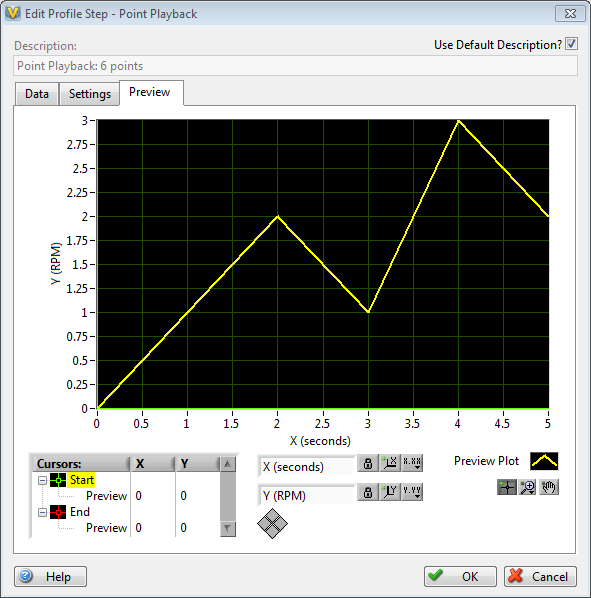 Edit Profile Step - Point Playback
Description:
Use Default Description?
Point Playback: 6 points
Data
Settings
Preview
3
2.75
2.5
2.25
2
1.75
1.5
1.25
1
0.75
0.5
0.25
0
Y (RPM)
0 0.5 1 1.5 2 2.5 3 3.5 4 4.5 5
X (seconds)
Cursors: X Y
Start
Preview 0 0
End
Preview 0 0
X (seconds)
X X.XX
Y (RPM)
Y Y.YY
Preview Plot
Help
OK
Cancel